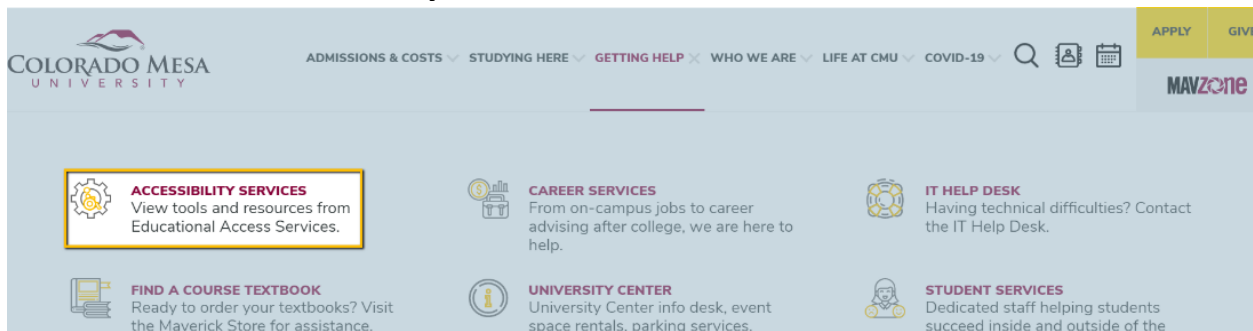 COLORADO MESA
UNIVERSITY
ADMISSIONS & COSTS STUDYING HERE GETTING HELP WHO WE ARE LIFE AT CMU COVID-19
APPLY GIVE
MAVZONE
ACCESSIBILITY SERVICES
View tools and resources from
Educational Access Services.
CAREER SERVICES
From on-campus jobs to career
advising after college, we are here to
help.
IT HELP DESK
Having technical difficulties? Contact
the IT Help Desk.
FIND A COURSE TEXTBOOK
Ready to order your textbooks? Visit
the Maverick Store for assistance.
UNIVERSITY CENTER
University Center info desk, event
space rentals, parking services,
STUDENT SERVICES
Dedicated staff helping students
succeed inside and outside of the